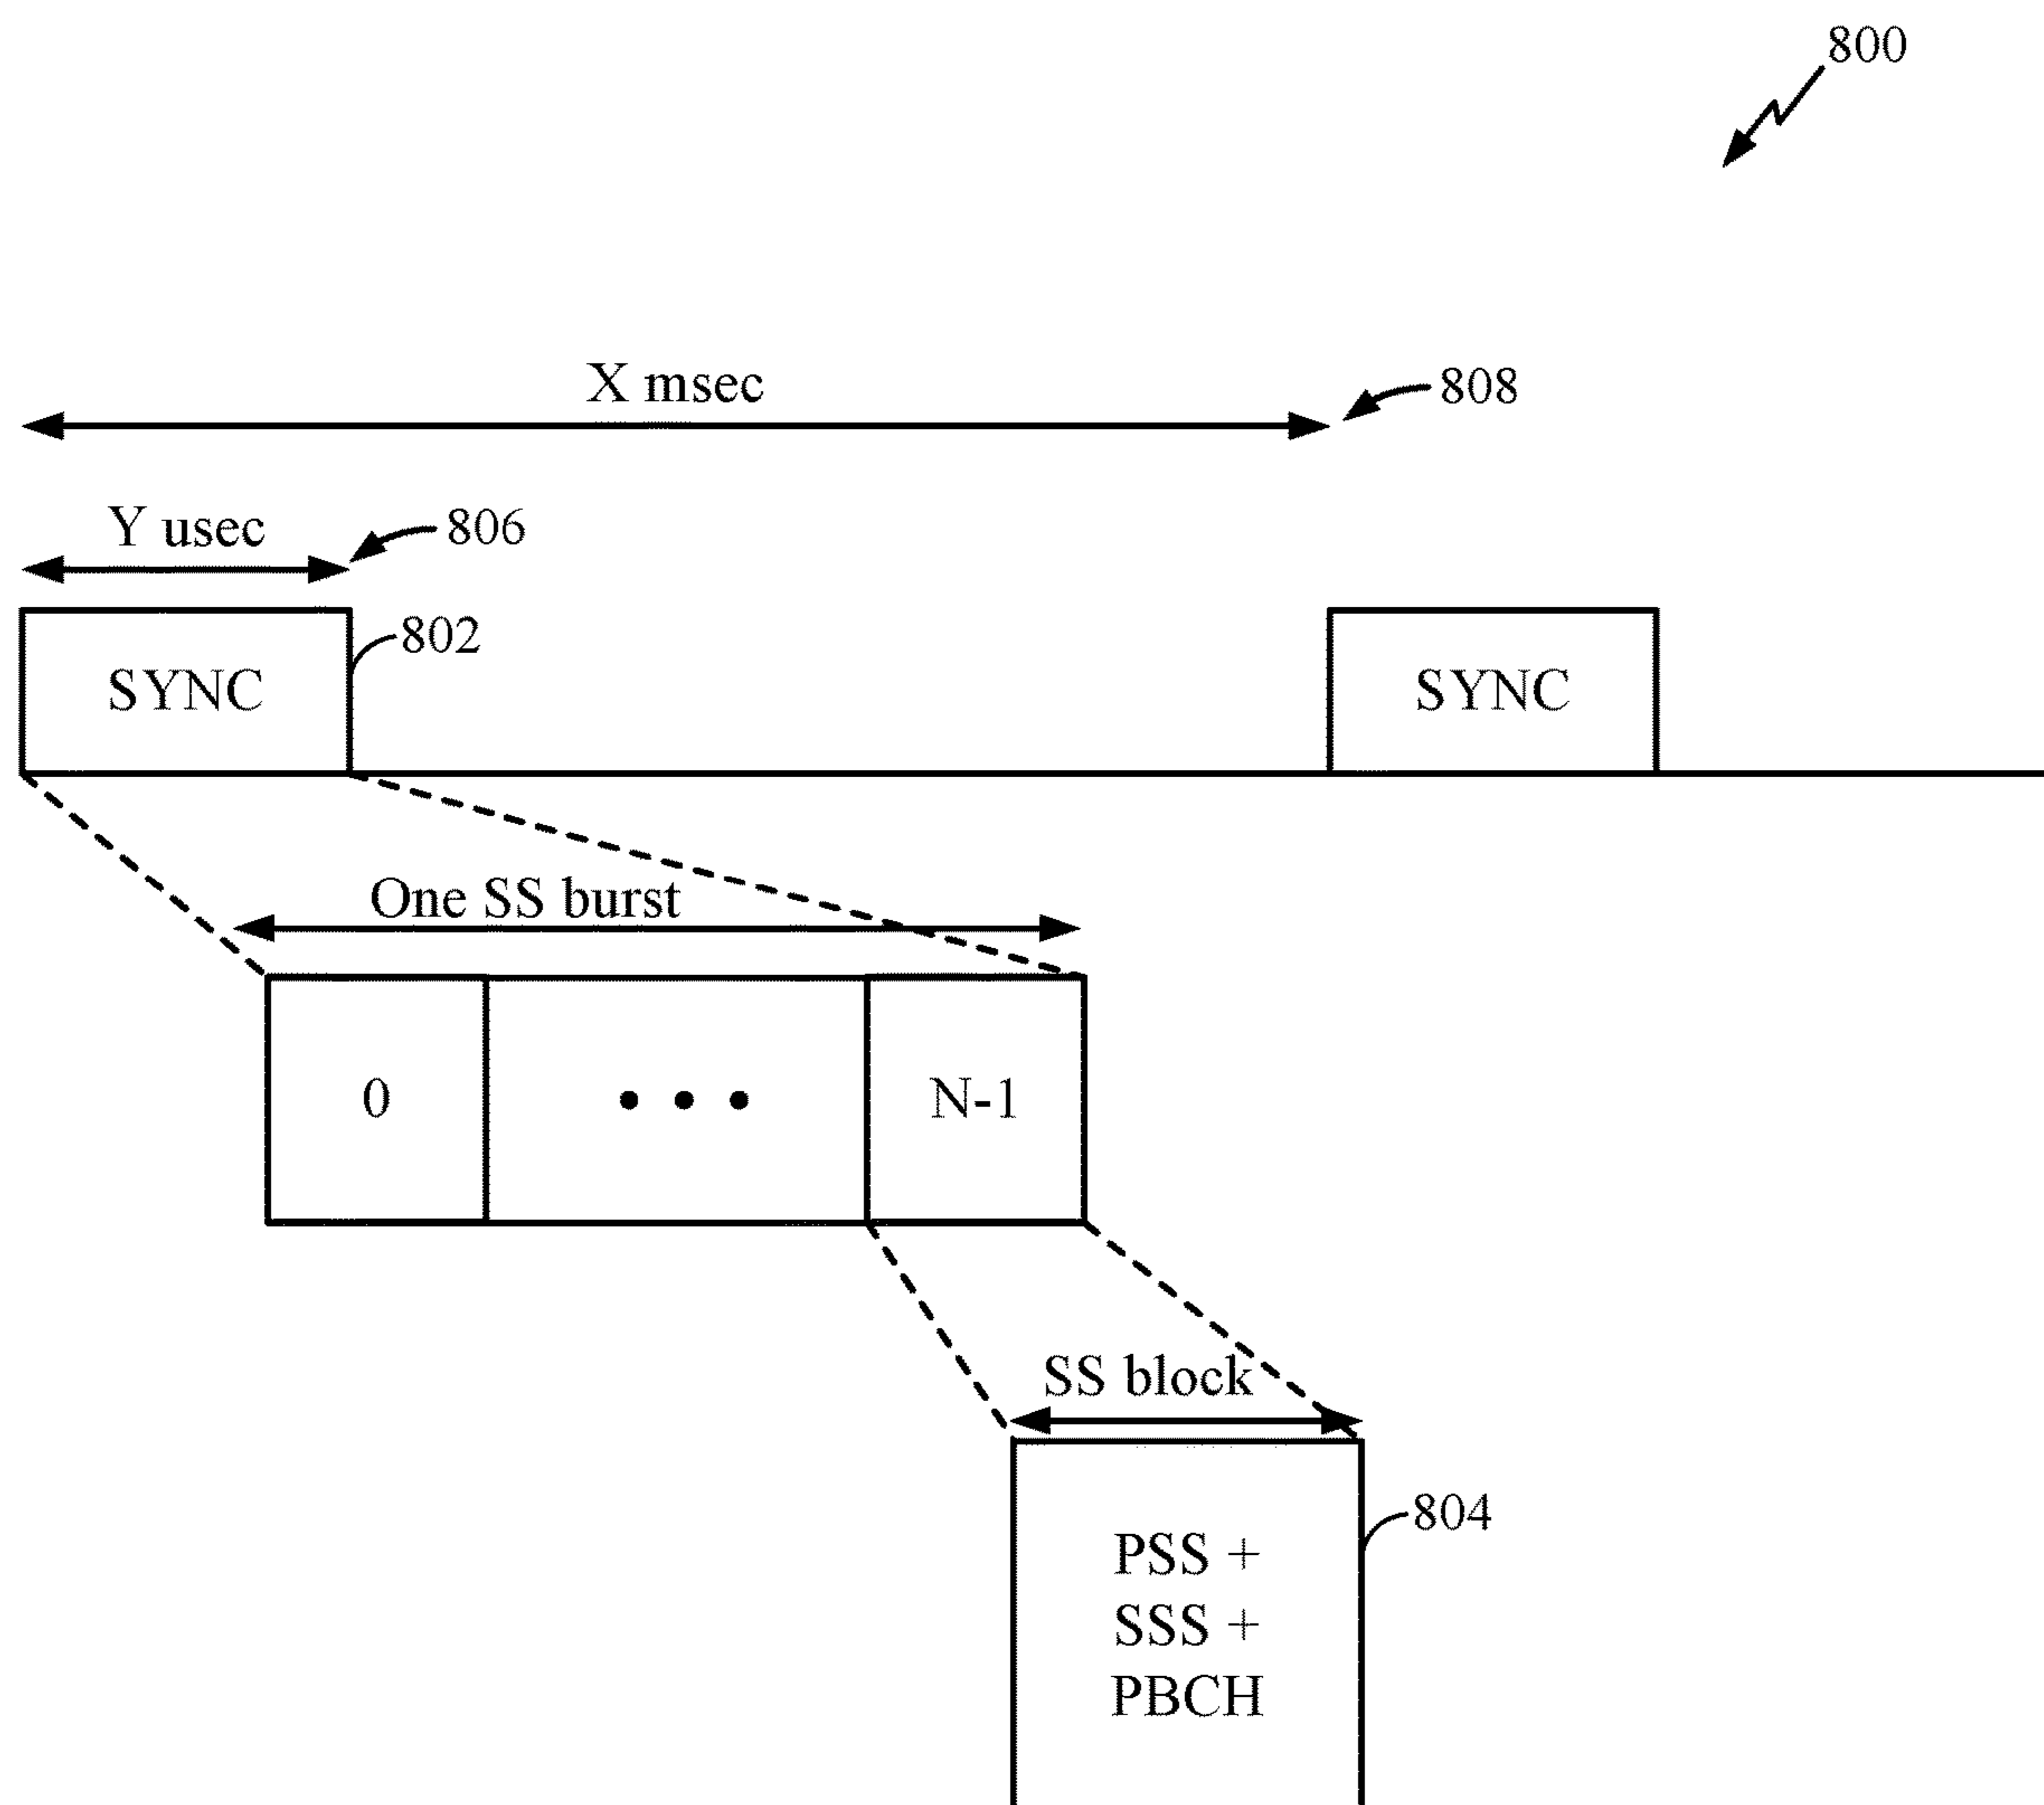 800
X msec
808
Y usec
806
802
SYNC
SYNC
One SS burst
0
N-1
SS block
804
PSS +
SSS +
PBCH